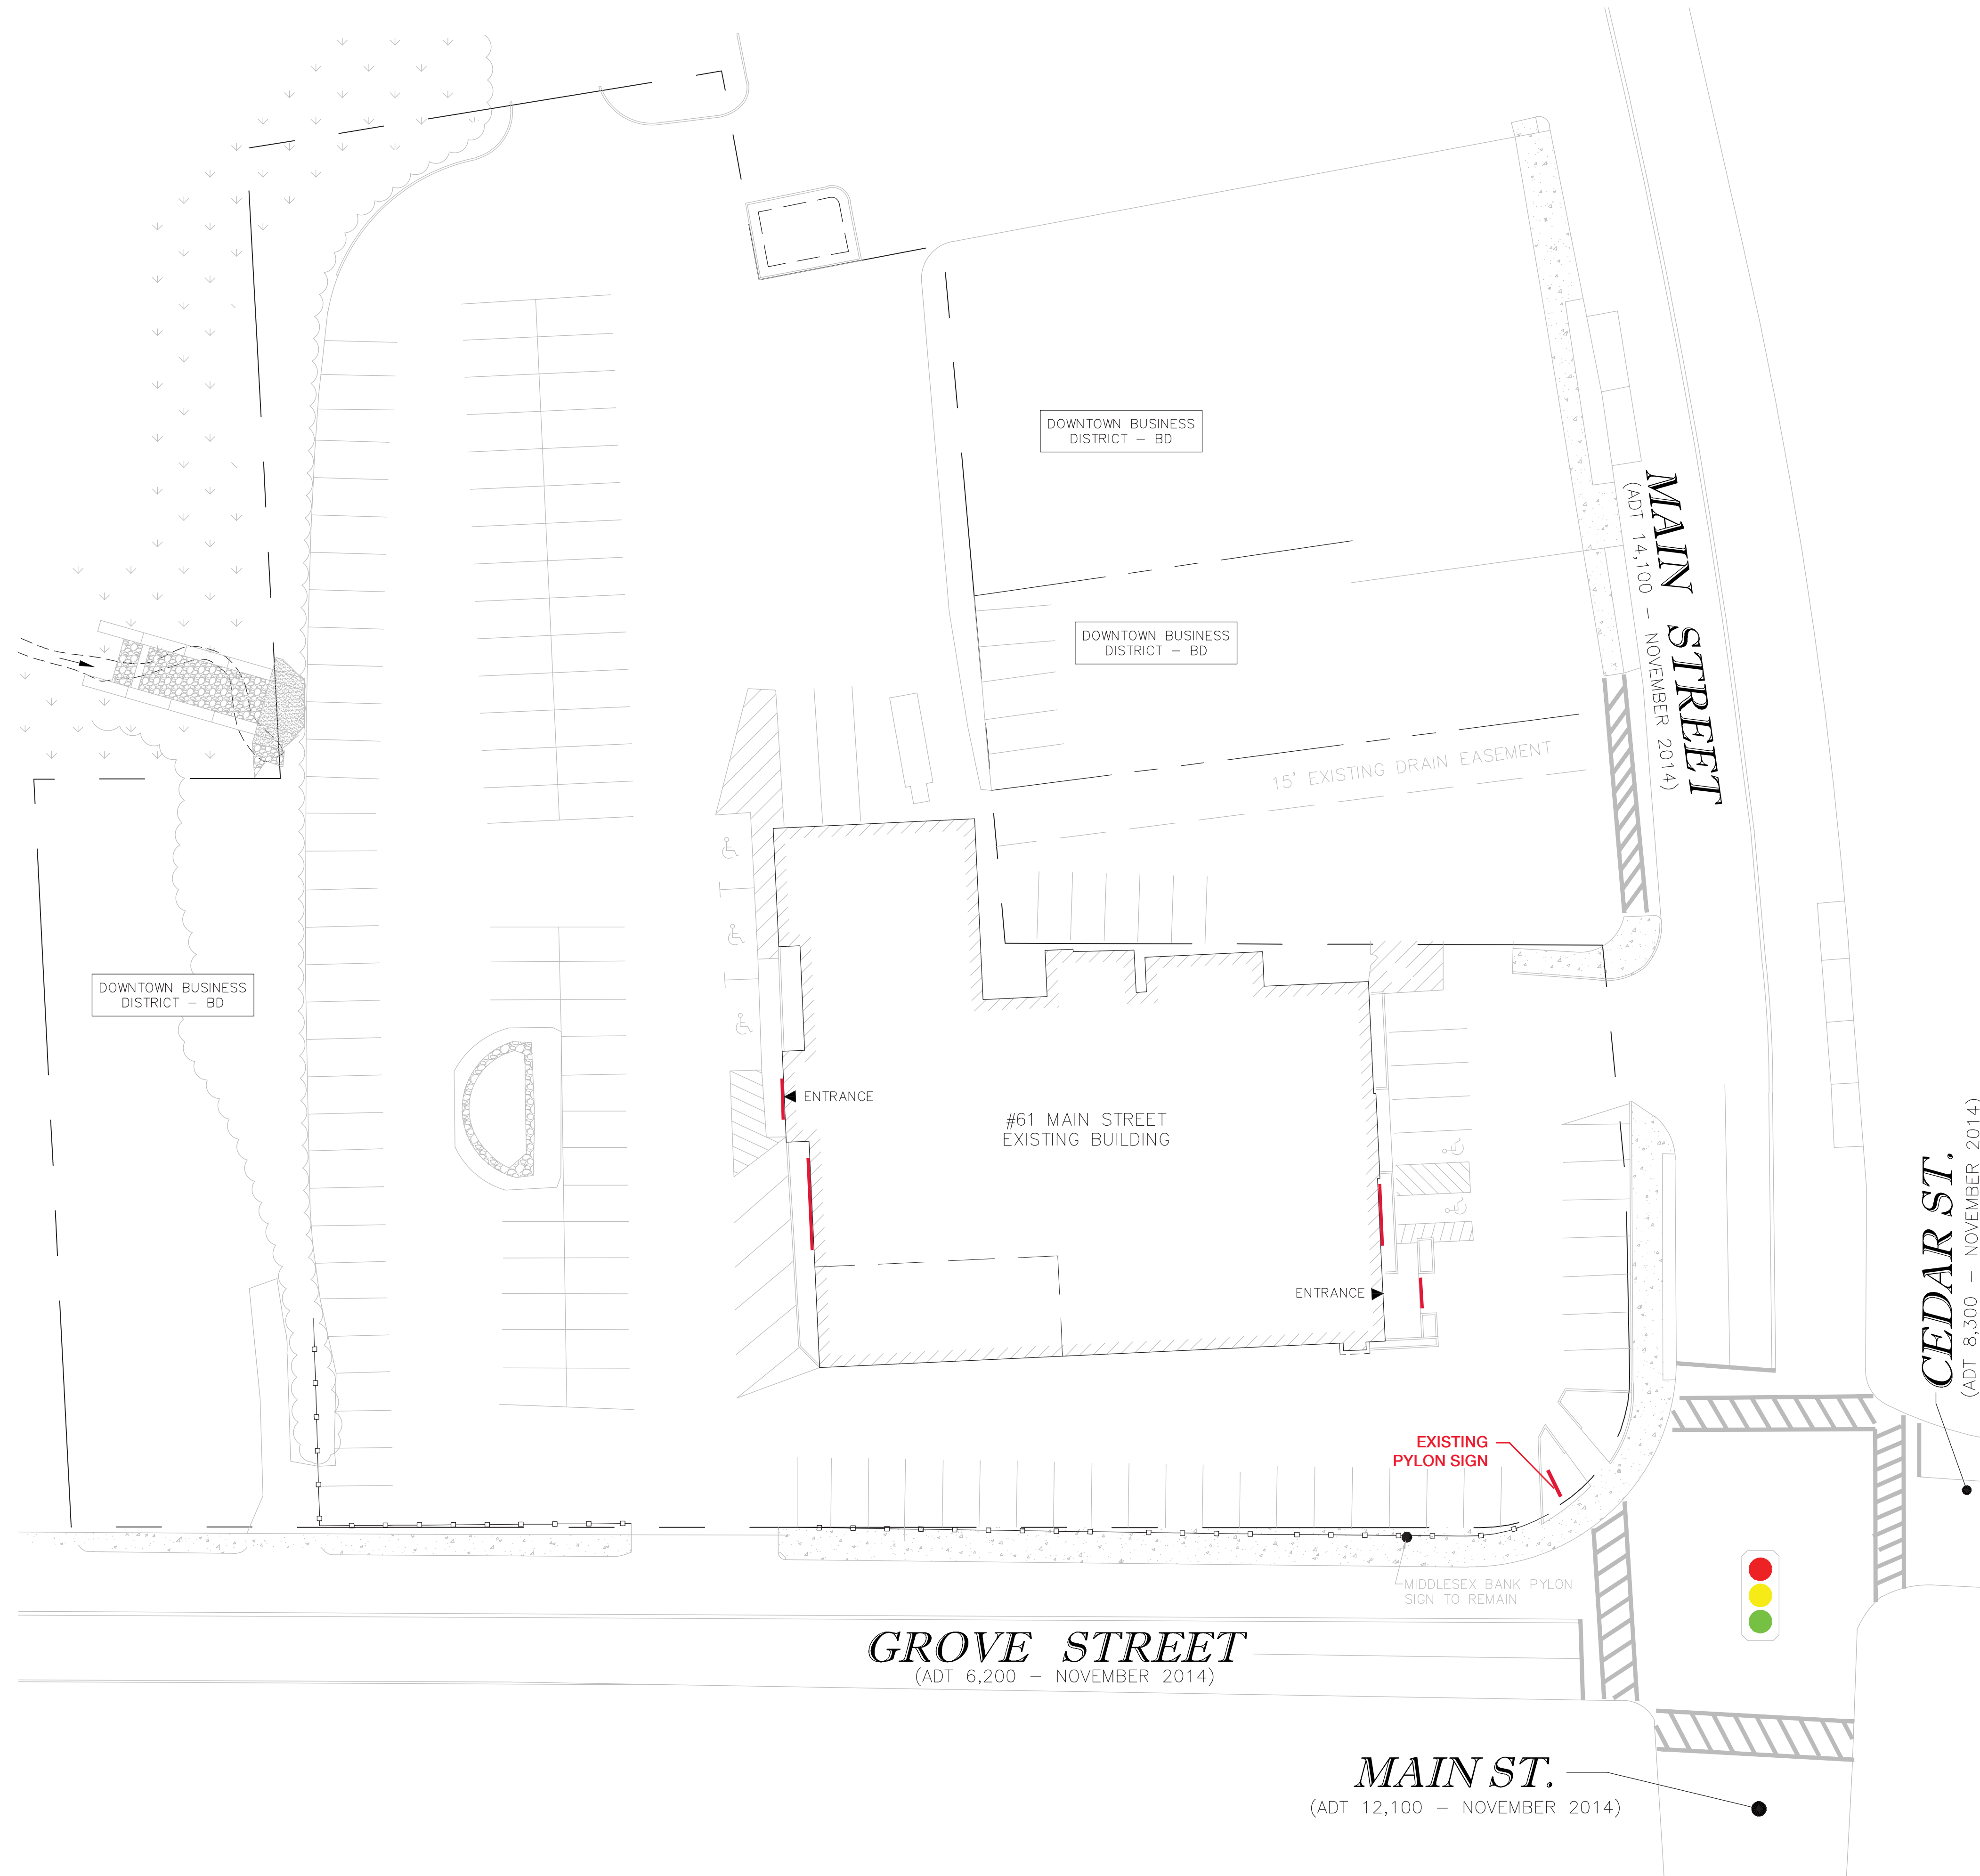 DOWNTOWN BUSINESS
DISTRICT – BD
MAIN STREET
(ADT 14,100 – NOVEMBER 2014)
DOWNTOWN BUSINESS
DISTRICT – BD
15' EXISTING DRAIN EASEMENT
DOWNTOWN BUSINESS
DISTRICT – BD
ENTRANCE
#61 MAIN STREET
EXISTING BUILDING
ENTRANCE
CEDAR ST.
(ADT 8,300 – NOVEMBER 2014)
EXISTING
PYLON SIGN
MIDDLESEX BANK PYLON
SIGN TO REMAIN
GROVE STREET
(ADT 6,200 – NOVEMBER 2014)
MAIN ST.
(ADT 12,100 – NOVEMBER 2014)